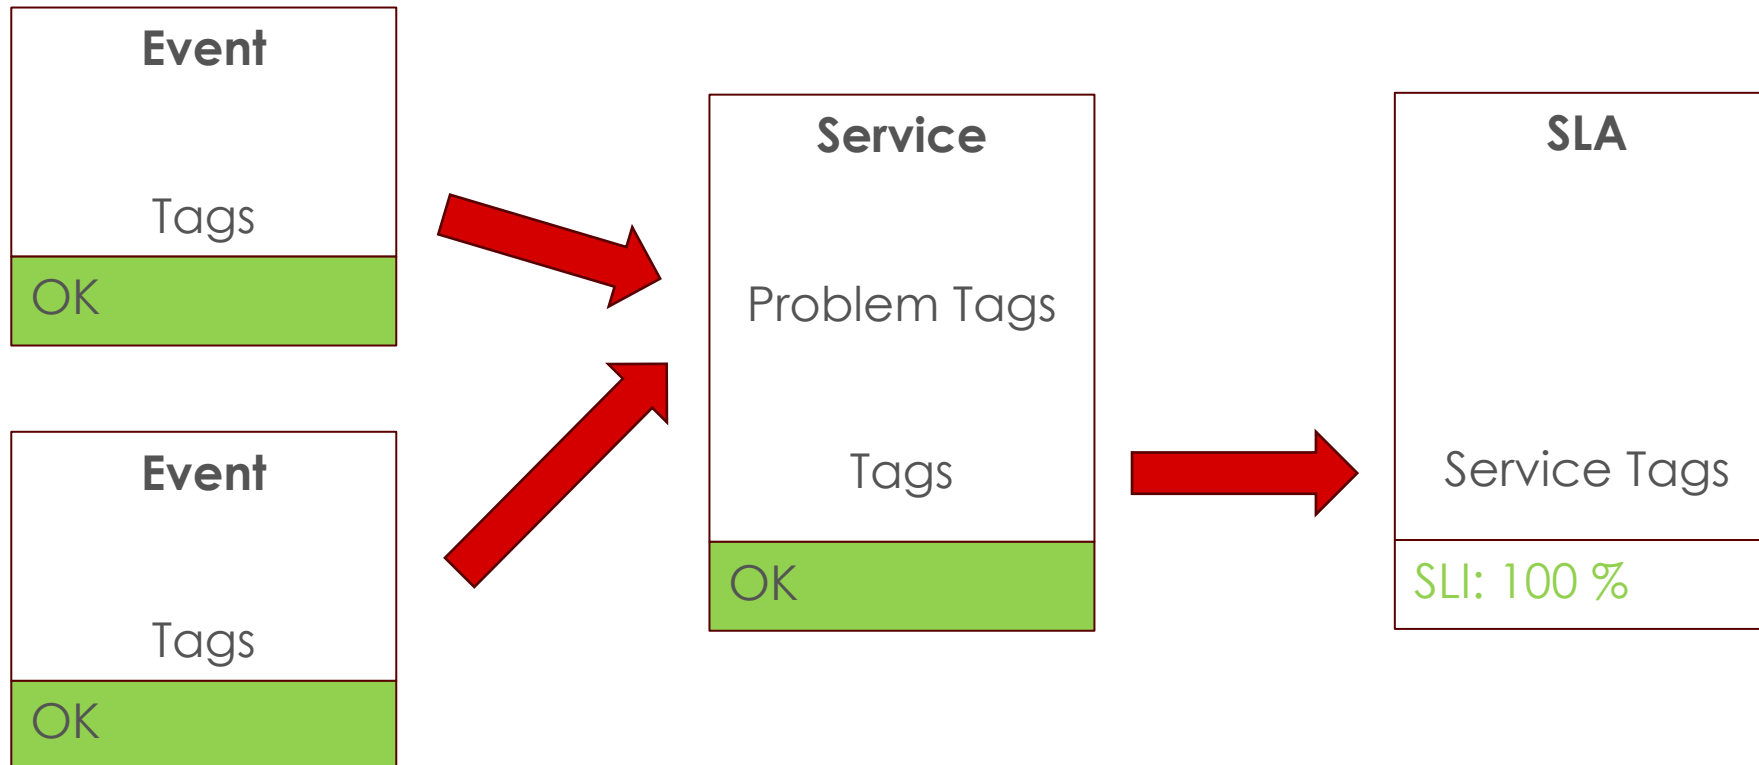 Event
Tags
OK
Event
Tags
OK
Service
Problem Tags
Tags
OK
SLA
Service Tags
SLI: 100 %